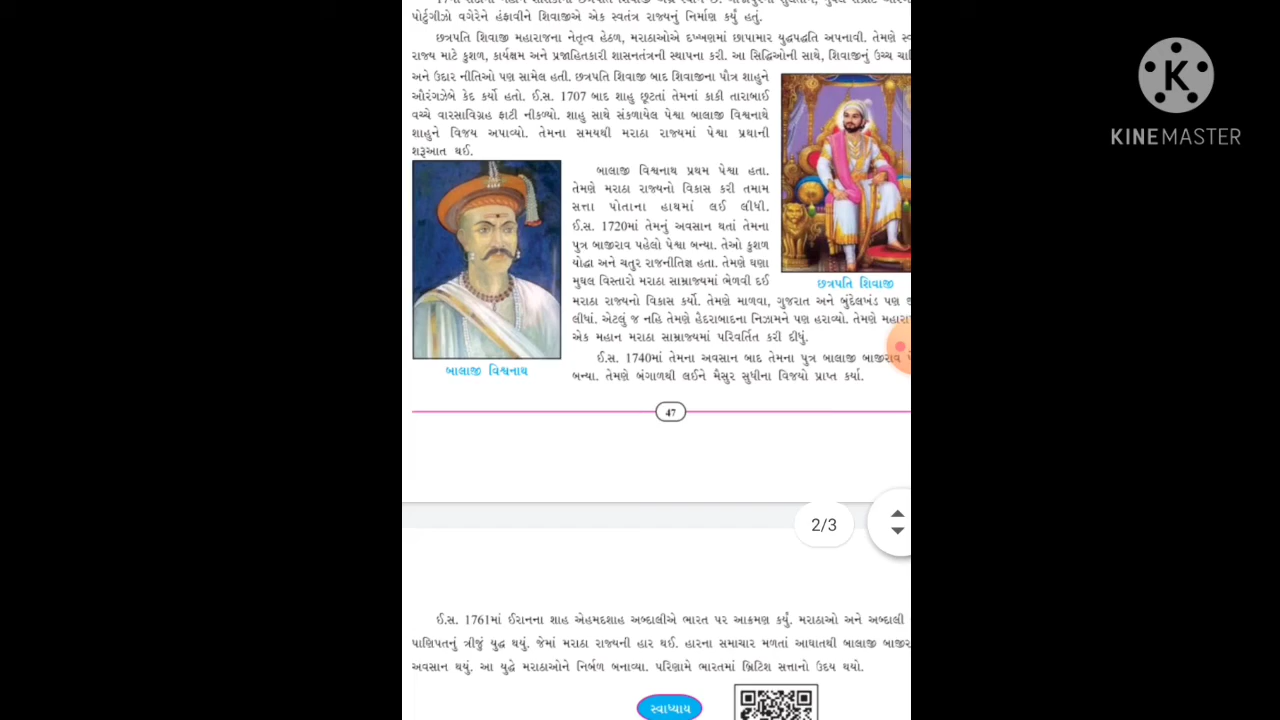 પોર્ટુગીઝો વગેરેને હંફાવીને શિવાજીએ એક સ્વતંત્ર રાજ્યનું નિર્માણ કર્યું હતું.
છત્રપતિ શિવાજી મહારાજના નેતૃત્વ હેઠળ, મરાઠાઓએ દખ્ખણમાં છાપામાર યુદ્ધપદ્ધતિ અપનાવી. તેમણે
રાજ્ય માટે કુશળ, કાર્યક્ષમ અને પ્રજાહિતકારી શાસનતંત્રની સ્થાપના કરી. આ સિદ્ધિઓની સાથે, શિવાજીનું ઉચ્ચ
અને ઉદાર નીતિઓ પણ સામેલ હતી. છત્રપતિ શિવાજી બાદ શિવાજીના પૌત્ર શાહુને
ઔરંગઝેબે કેદ કર્યો હતો. ઈ.સ. 1707 બાદ શાહુ છૂટતાં તેમનાં કાકી તારાબાઈ
વચ્ચે વારસાવિગ્રહ ફાટી નીકળ્યો. શાહુ સાથે સંકળાયેલ પેશ્વા બાલાજી વિશ્વનાથે
શાહુને વિજય અપાવ્યો. તેમના સમયથી મરાઠા રાજ્યમાં પેશ્વા પ્રથાની
શરૂઆત થઈ.
બાલાજી વિશ્વનાથ પ્રથમ પેશ્વા હતા.
તેમણે મરાઠા રાજ્યનો વિકાસ કરી તમામ
સત્તા પોતાના હાથમાં લઈ લીધી.
ઈ.સ. 1720માં તેમનું અવસાન થતાં તેમના
પુત્ર બાજીરાવ પહેલો પેશ્વા બન્યા. તેઓ કુશળ
યોદ્ધા અને ચતુર રાજનીતિજ્ઞ હતા. તેમણે ઘણા
મુઘલ વિસ્તારો મરાઠા સામ્રાજ્યમાં ભેળવી દઈ
મરાઠા રાજ્યનો વિકાસ કર્યો. તેમણે માળવા, ગુજરાત અને બુંદેલખંડ પણ
લીધાં. એટલું જ નહિ તેમણે હૈદરાબાદના નિઝામને પણ હરાવ્યો. તેમણે
એક મહાન મરાઠા સામ્રાજ્યમાં પરિવર્તિત કરી દીધું.
ઈ.સ. 1740માં તેમના અવસાન બાદ તેમના પુત્ર બાલાજી બાજીરાવ
બન્યા. તેમણે બંગાળથી લઈને મૈસુર સુધીના વિજયો પ્રાપ્ત કર્યા.
છત્રપતિ શિવાજી
બાલાજી વિશ્વનાથ
47
2/3
ઈ.સ. 1761માં ઈરાનના શાહ એહમદશાહ અબ્દાલીએ ભારત પર આક્રમણ કર્યું. મરાઠાઓ અને અબ્દાલી
પાણિપતનું ત્રીજું યુદ્ધ થયું. જેમાં મરાઠા રાજ્યની હાર થઈ. હારના સમાચાર મળતાં આઘાતથી બાલાજી
અવસાન થયું. આ યુદ્ધે મરાઠાઓને નિર્બળ બનાવ્યા. પરિણામે ભારતમાં બ્રિટિશ સત્તાનો ઉદય થયો.
સ્વાધ્યાય
KINEMASTER